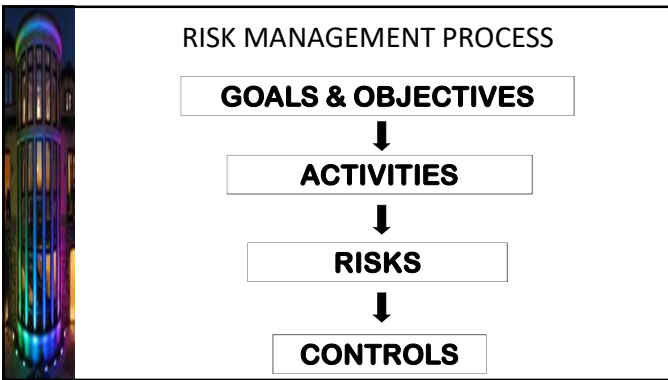 RISK MANAGEMENT PROCESS
GOALS & OBJECTIVES
ACTIVITIES
RISKS
CONTROLS